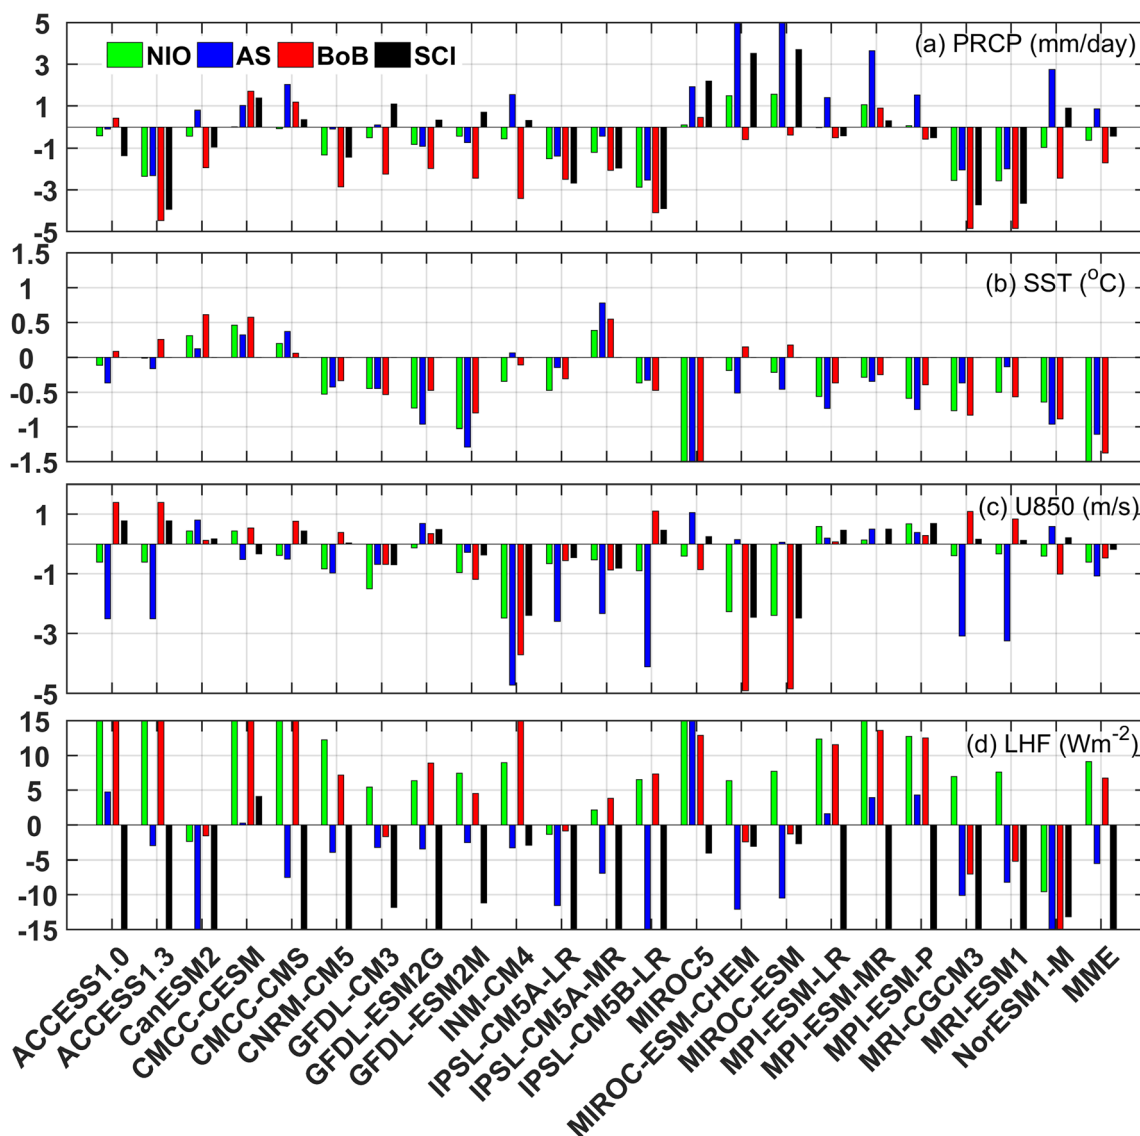 NIO AS BoB SCI
(a) PRCP (mm/day)
5
3
1
-1
-3
-5
(b) SST (°C)
1.5
1
0.5
0
-0.5
-1
-1.5
(c) U850 (m/s)
1
-1
-3
-5
(d) LHF (Wm⁻²)
15
10
5
0
-5
-10
-15
ACCESS1.0
ACCESS1.3
CanESM2
CMCC-CESM
CMCC-CMS
CNRM-CM5
GFDL-CM3
GFDL-ESM2G
GFDL-ESM2M
INM-CM4
IPSL-CM5A-LR
IPSL-CM5A-MR
IPSL-CM5B-LR
MIROC5
MIROC-ESM-CHEM
MIROC-ESM
MPI-ESM-LR
MPI-ESM-MR
MPI-ESM-P
MRI-CGCM3
MRI-ESM1
NorESM1-M
MME